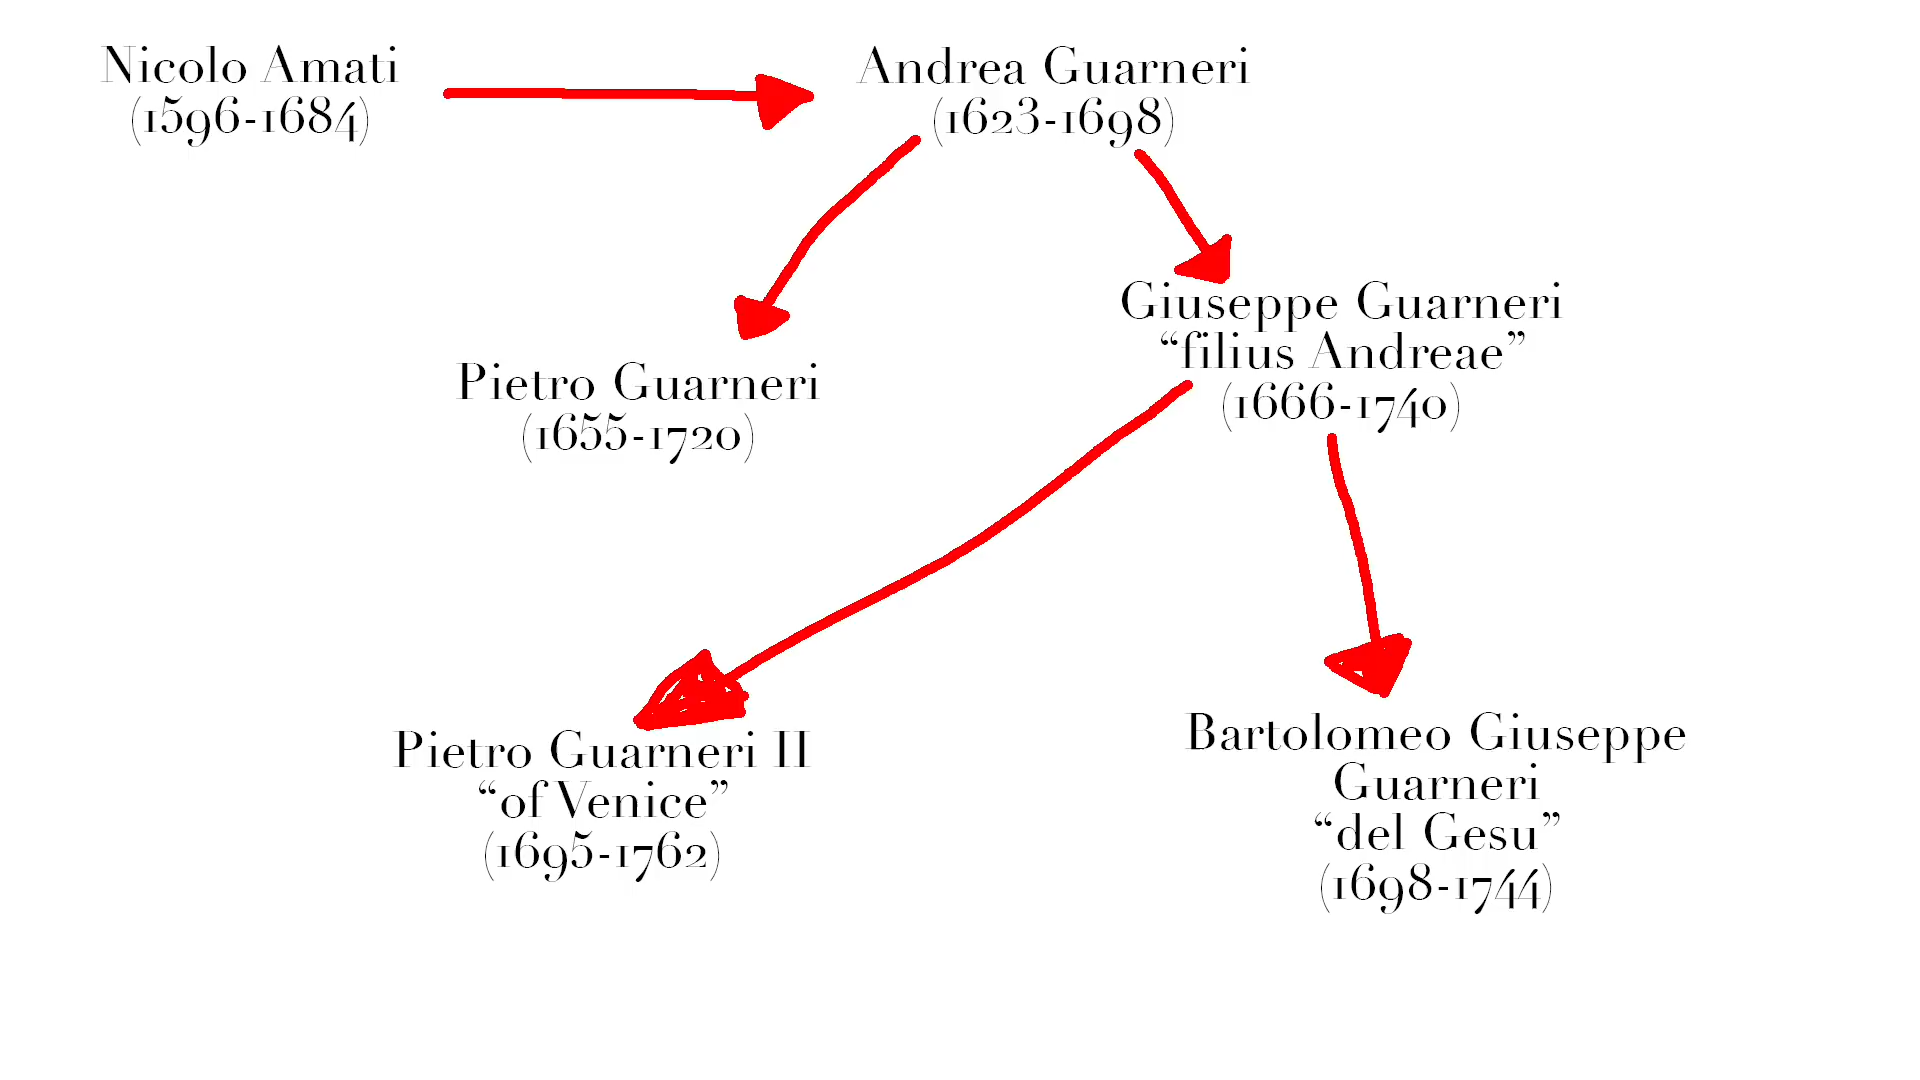 Nicolo Amati
(1596-1684)
Andrea Guarneri
(1623-1698)
Giuseppe Guarneri
“filius Andreae”
(1666-1740)
Pietro Guarneri
(1655-1720)
Pietro Guarneri II
“of Venice”
(1695-1762)
Bartolomeo Giuseppe
Guarneri
“del Gesu”
(1698-1744)